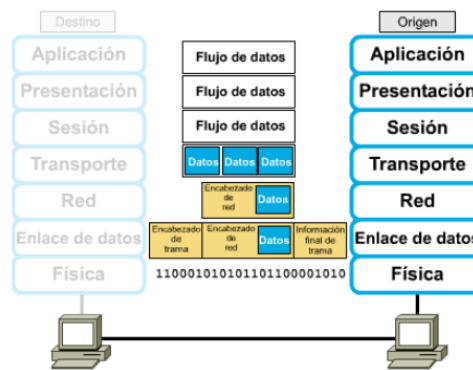 Destino
Origen
Aplicación
Flujo de datos
Aplicación
Presentación
Flujo de datos
Presentación
Sesión
Flujo de datos
Sesión
Transporte
Datos Datos Datos
Transporte
Red
Encabezado
de
red
Datos
Red
Enlace de datos
Encabezado
de
trama
Encabezado
de
red
Datos
Información
final de
trama
Enlace de datos
Física
110001010101101100001010
Física